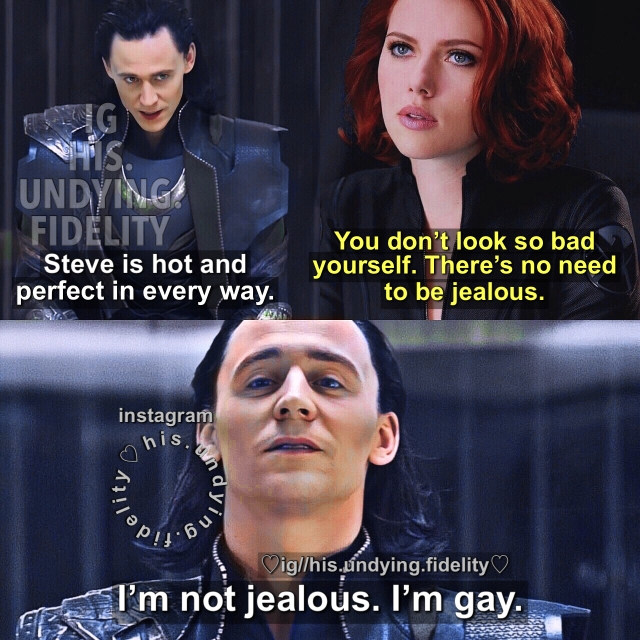 IG
HIS.
UNDYING.
FIDELITY
Steve is hot and
perfect in every way.
You don't look so bad
yourself. There's no need
to be jealous.
instagram
♡ his.undying.fidelity
♡ig//his.undying.fidelity♡
I'm not jealous. I'm gay.